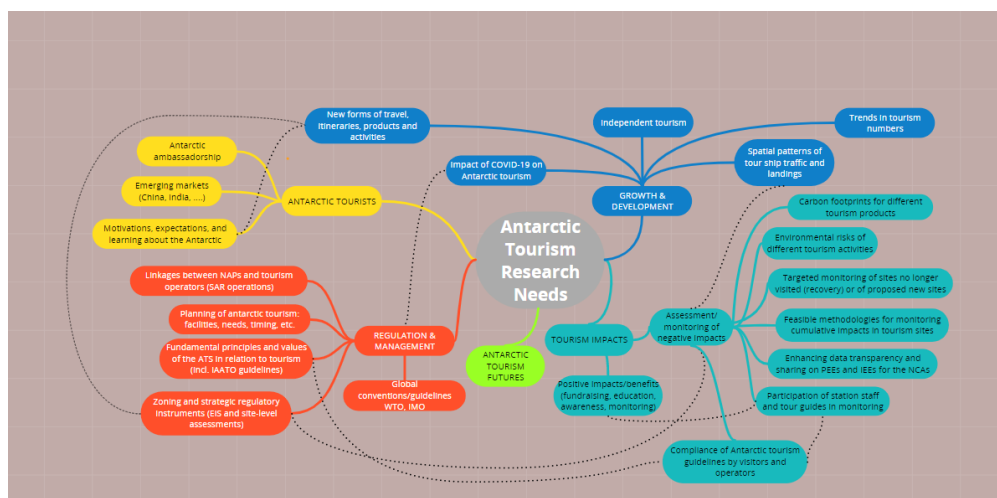 New forms of travel,
itineraries, products and
activities
Independent tourism
Trends in tourism
numbers
Antarctic
ambassadorship
Impact of COVID-19 on
Antarctic tourism
Spatial patterns of
tour ship traffic and
landings
Emerging markets
(China, India, ....)
ANTARCTIC TOURISTS
GROWTH &
DEVELOPMENT
Carbon footprints for different
tourism products
Motivations, expectations, and
learning about the Antarctic
Antarctic
Tourism
Research
Needs
Environmental risks of
different tourism activities
Linkages between NAPs and tourism
operators (SAR operations)
Targeted monitoring of sites no longer
visited (recovery) or of proposed new sites
Planning of antarctic tourism:
facilities, needs, timing, etc.
REGULATION &
MANAGEMENT
Assessment/
monitoring of
negative impacts
Feasible methodologies for monitoring
cumulative impacts in tourism sites
Fundamental principles and values
of the ATS in relation to tourism
(incl. IAATO guidelines)
ANTARCTIC
TOURISM
FUTURES
TOURISM IMPACTS
Enhancing data transparency and
sharing on PEEs and IEEs for the NCAs
Global
conventions/guidelines
WTO, IMO
Positive impacts/benefits
(fundraising, education,
awareness, monitoring)
Participation of station staff
and tour guides in monitoring
Zoning and strategic regulatory
instruments (EIS and site-level
assessments)
Compliance of Antarctic tourism
guidelines by visitors and
operators